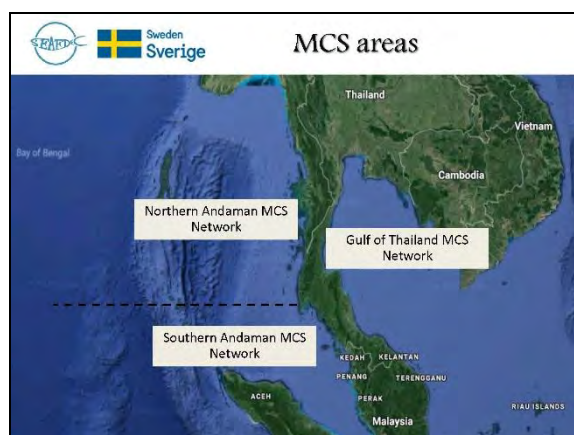 SEAFDEC
Sweden
Sverige
MCS areas
Thailand
Vietnam
Bay of Bengal
Cambodia
Northern Andaman MCS
Network
Gulf of Thailand MCS
Network
Southern Andaman MCS
Network
KEDAH
KELANTAN
PENANG
TERENGGANU
ACEH
PERAK
RIAU ISLANDS
Malaysia